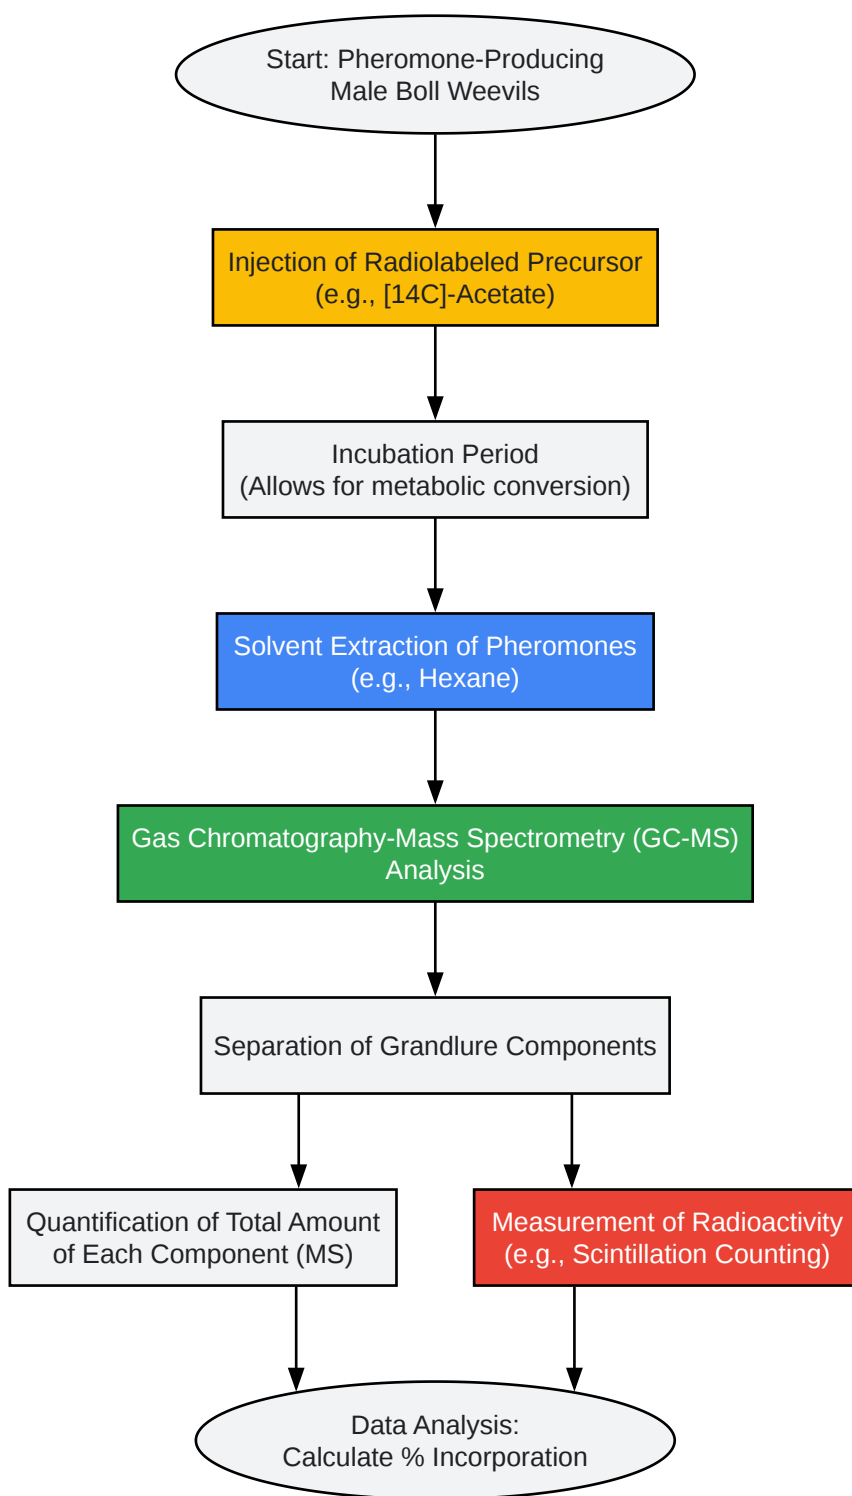 Start: Pheromone-Producing
Male Boll Weevils
Injection of Radiolabeled Precursor
(e.g., [14C]-Acetate)
Incubation Period
(Allows for metabolic conversion)
Solvent Extraction of Pheromones
(e.g., Hexane)
Gas Chromatography-Mass Spectrometry (GC-MS)
Analysis
Separation of Grandlure Components
Quantification of Total Amount
of Each Component (MS)
Measurement of Radioactivity
(e.g., Scintillation Counting)
Data Analysis:
Calculate % Incorporation